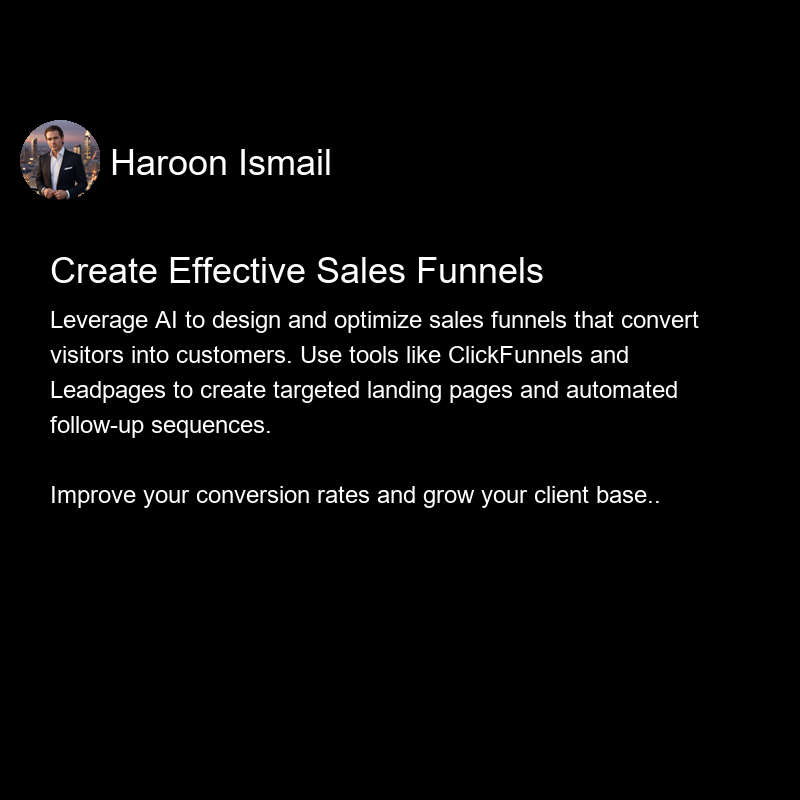 Haroon Ismail
Create Effective Sales Funnels
Leverage AI to design and optimize sales funnels that convert
visitors into customers. Use tools like ClickFunnels and
Leadpages to create targeted landing pages and automated
follow-up sequences.
Improve your conversion rates and grow your client base..